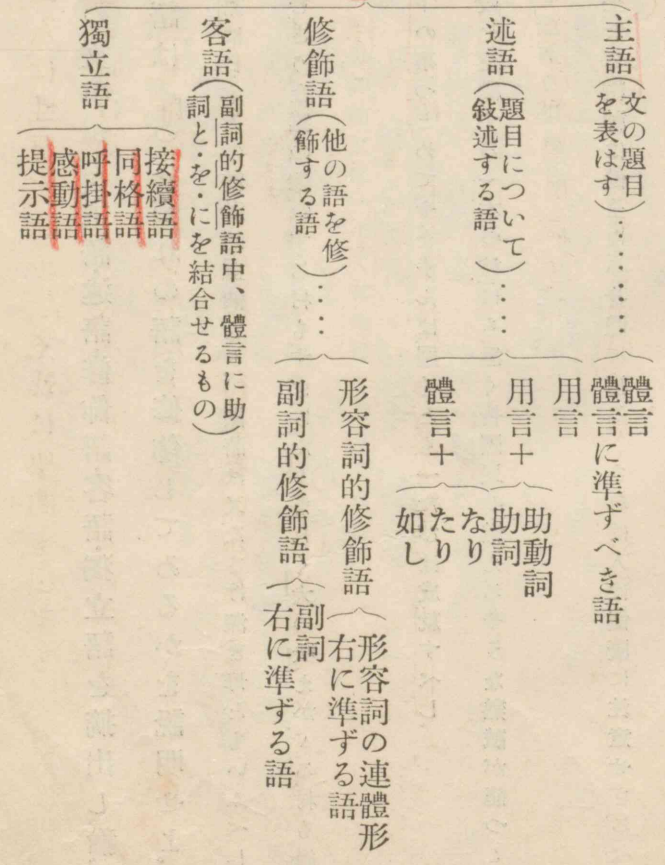 主語(文の題目を表はす)‥‥‥‥
體言
體言に準ずべき語
述語(題目について敍述する語)‥‥
用言
用言+
助動詞
助詞
體言+
なり
たり
如し
修飾語(他の語を修飾する語)‥‥
形容詞的修飾語
形容詞の連體形
右に準ずる語
副詞的修飾語
副詞
右に準ずる語
客語(副詞的修飾語中、體言に助詞と・を・にを結合せるもの)
獨立語
接續語
同格語
呼掛語
感動語
提示語